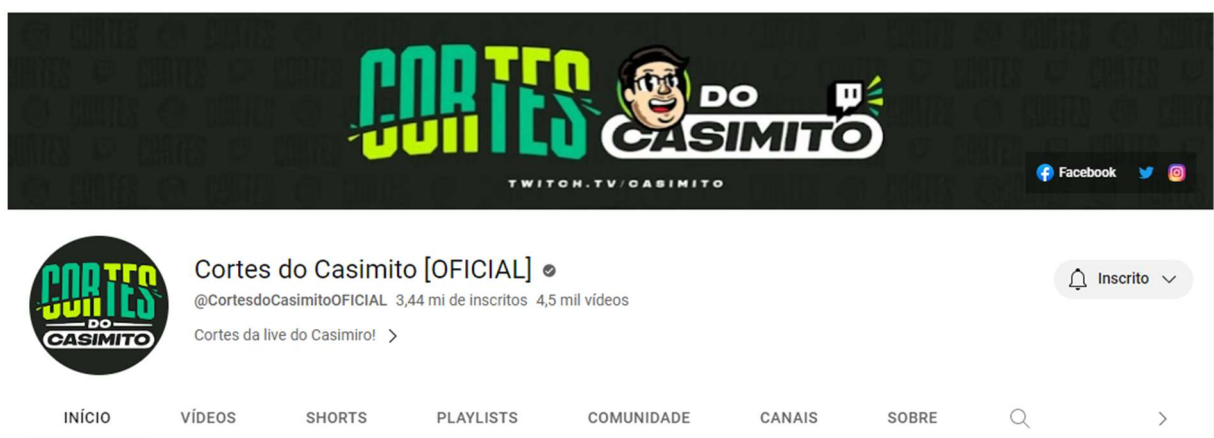 CORTES
DO
CASIMITO
TWITCH.TV/CASIMITO
Facebook
CORTES
DO
CASIMITO
Cortes do Casimito [OFICIAL]
@CortesdoCasimitoOFICIAL 3,44 mi de inscritos 4,5 mil vídeos
Cortes da live do Casimiro!
Inscrito
INÍCIO VÍDEOS SHORTS PLAYLISTS COMUNIDADE CANAIS SOBRE